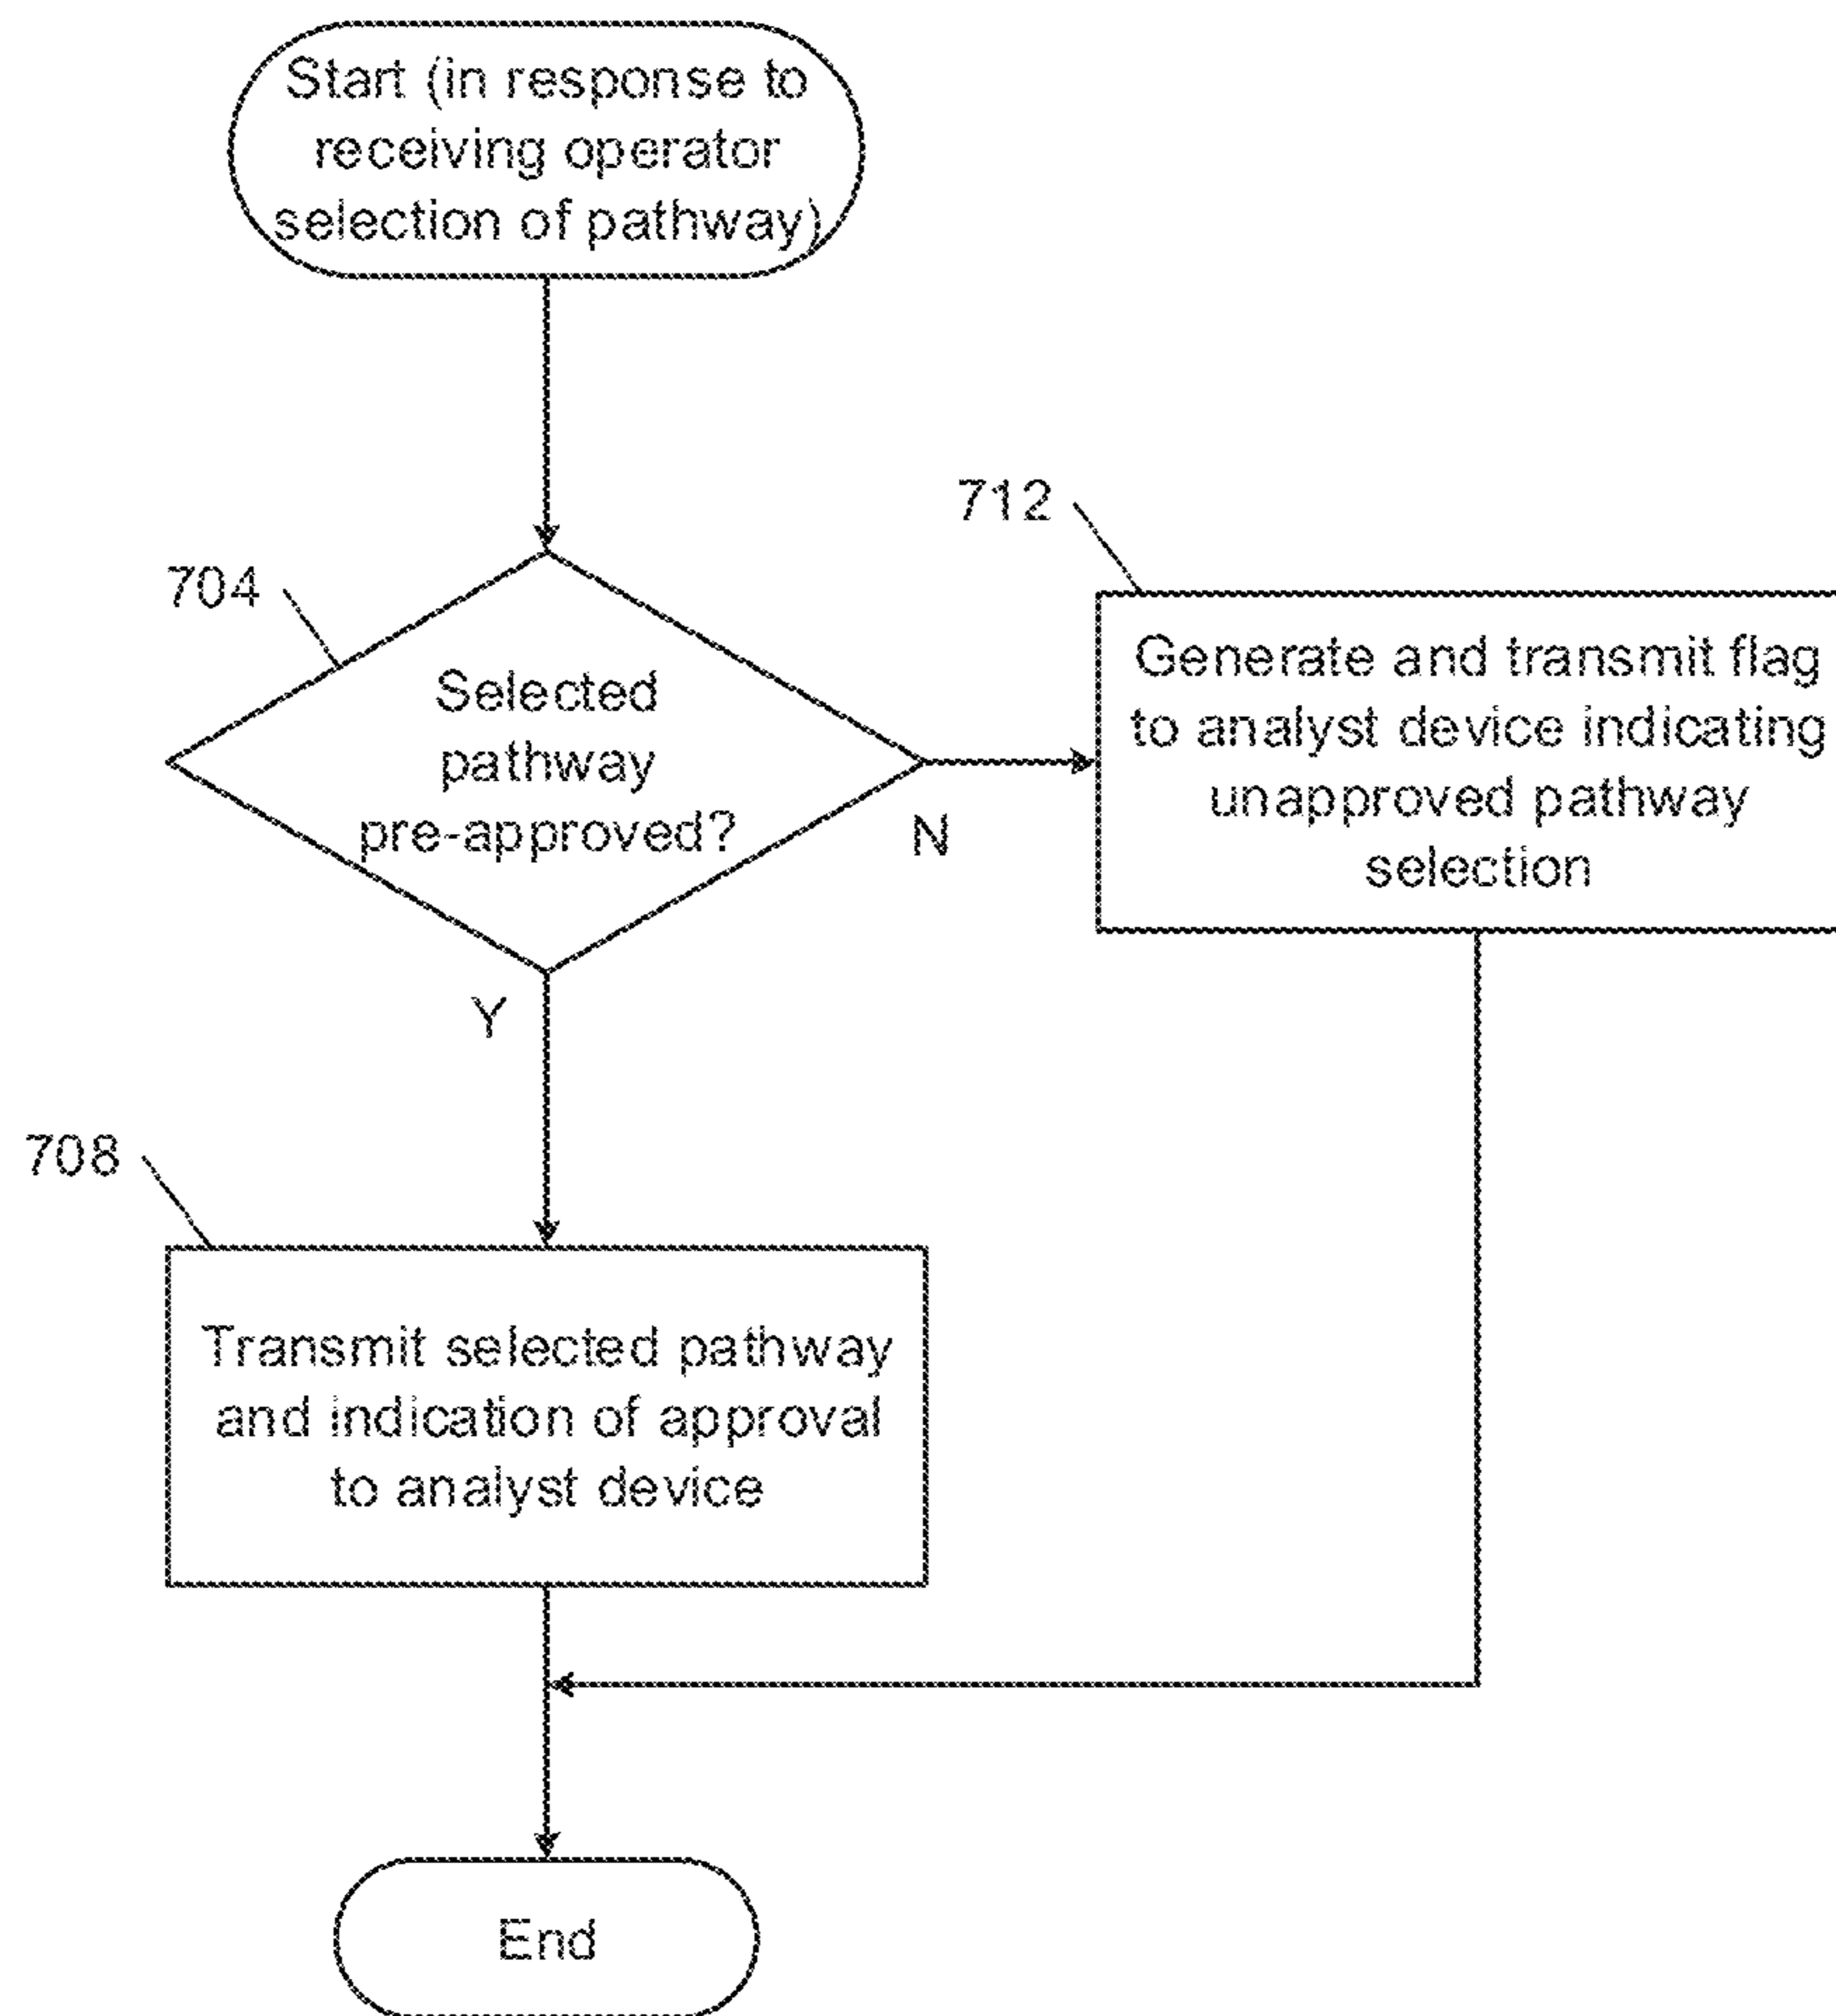 Start (in response to
receiving operator
selection of pathway)
712
704
Generate and transmit flag
to analyst device indicating
unapproved pathway
selection
Selected
pathway
pre-approved?
N
Y
708
Transmit selected pathway
and indication of approval
to analyst device
End